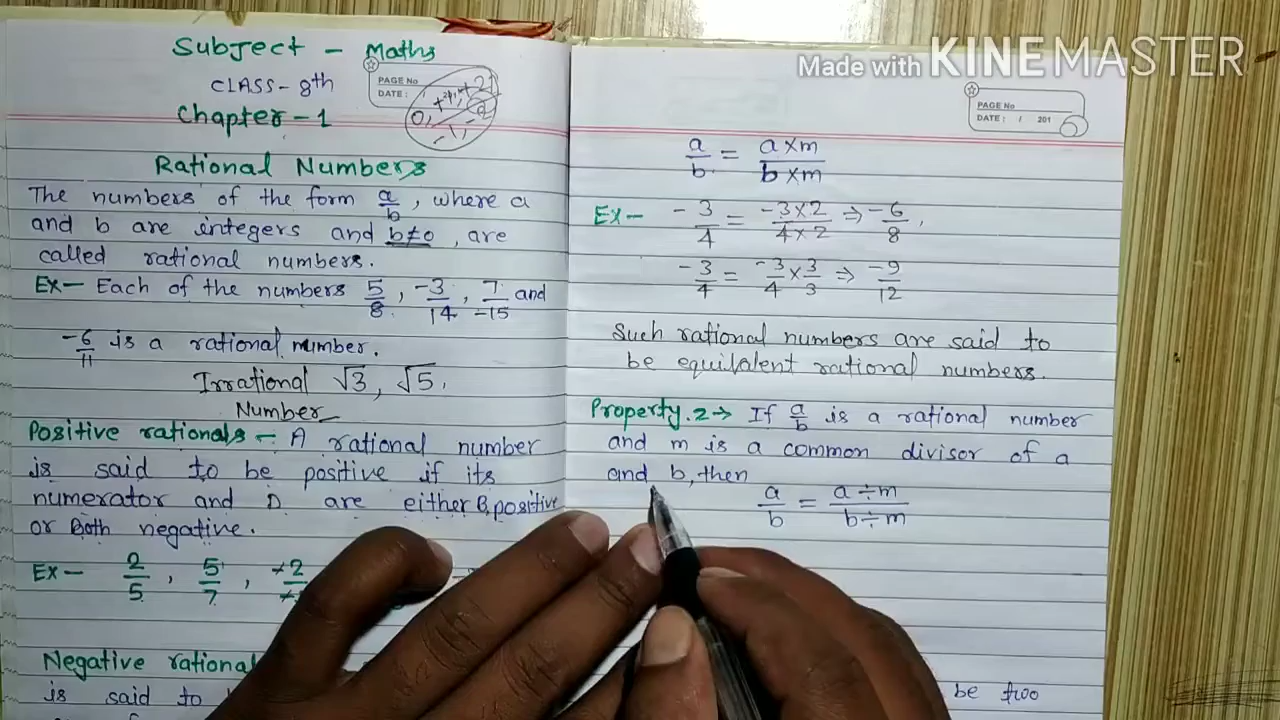 Subject - Maths
CLASS - 8th
PAGE No
DATE :
Chapter - 1
Rational Numbers
The numbers of the form a/b, where a
and b are integers and b≠0, are
called rational numbers.
Ex- Each of the numbers 5/8, -3/14, 7/-15 and
-6/11 is a rational number.
Irrational √3, √5.
Number
Positive rationals - A rational number
is said to be positive if its
numerator and D are either B, positive
or Both negative.
Ex- 2/5, 5/7, -2/
Negative rational
is said to
Made with KINEMASTER
PAGE No
DATE : / 201
a/b = a×m/b×m
Ex- -3/4 = -3×2/4×2 ⇒ -6/8,
-3/4 = -3/4 × 3/3 ⇒ -9/12
Such rational numbers are said to
be equivalent rational numbers.
Property.2→ If a/b is a rational number
and m is a common divisor of a
and b, then
a/b = a÷m/b÷m
be two